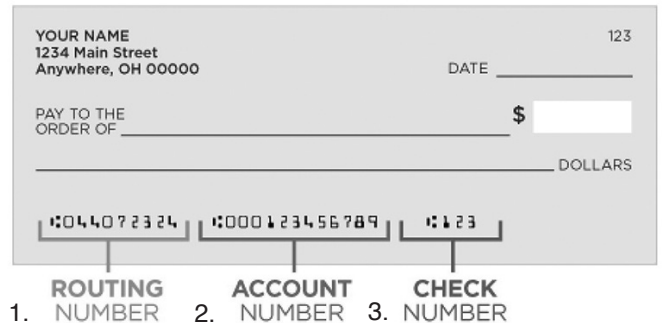 YOUR NAME 123
1234 Main Street
Anywhere, OH 00000
DATE
PAY TO THE
ORDER OF
$
DOLLARS
⑆044072324 ⑆000123456789 ⑆123
ROUTING ACCOUNT CHECK
1. NUMBER 2. NUMBER 3. NUMBER